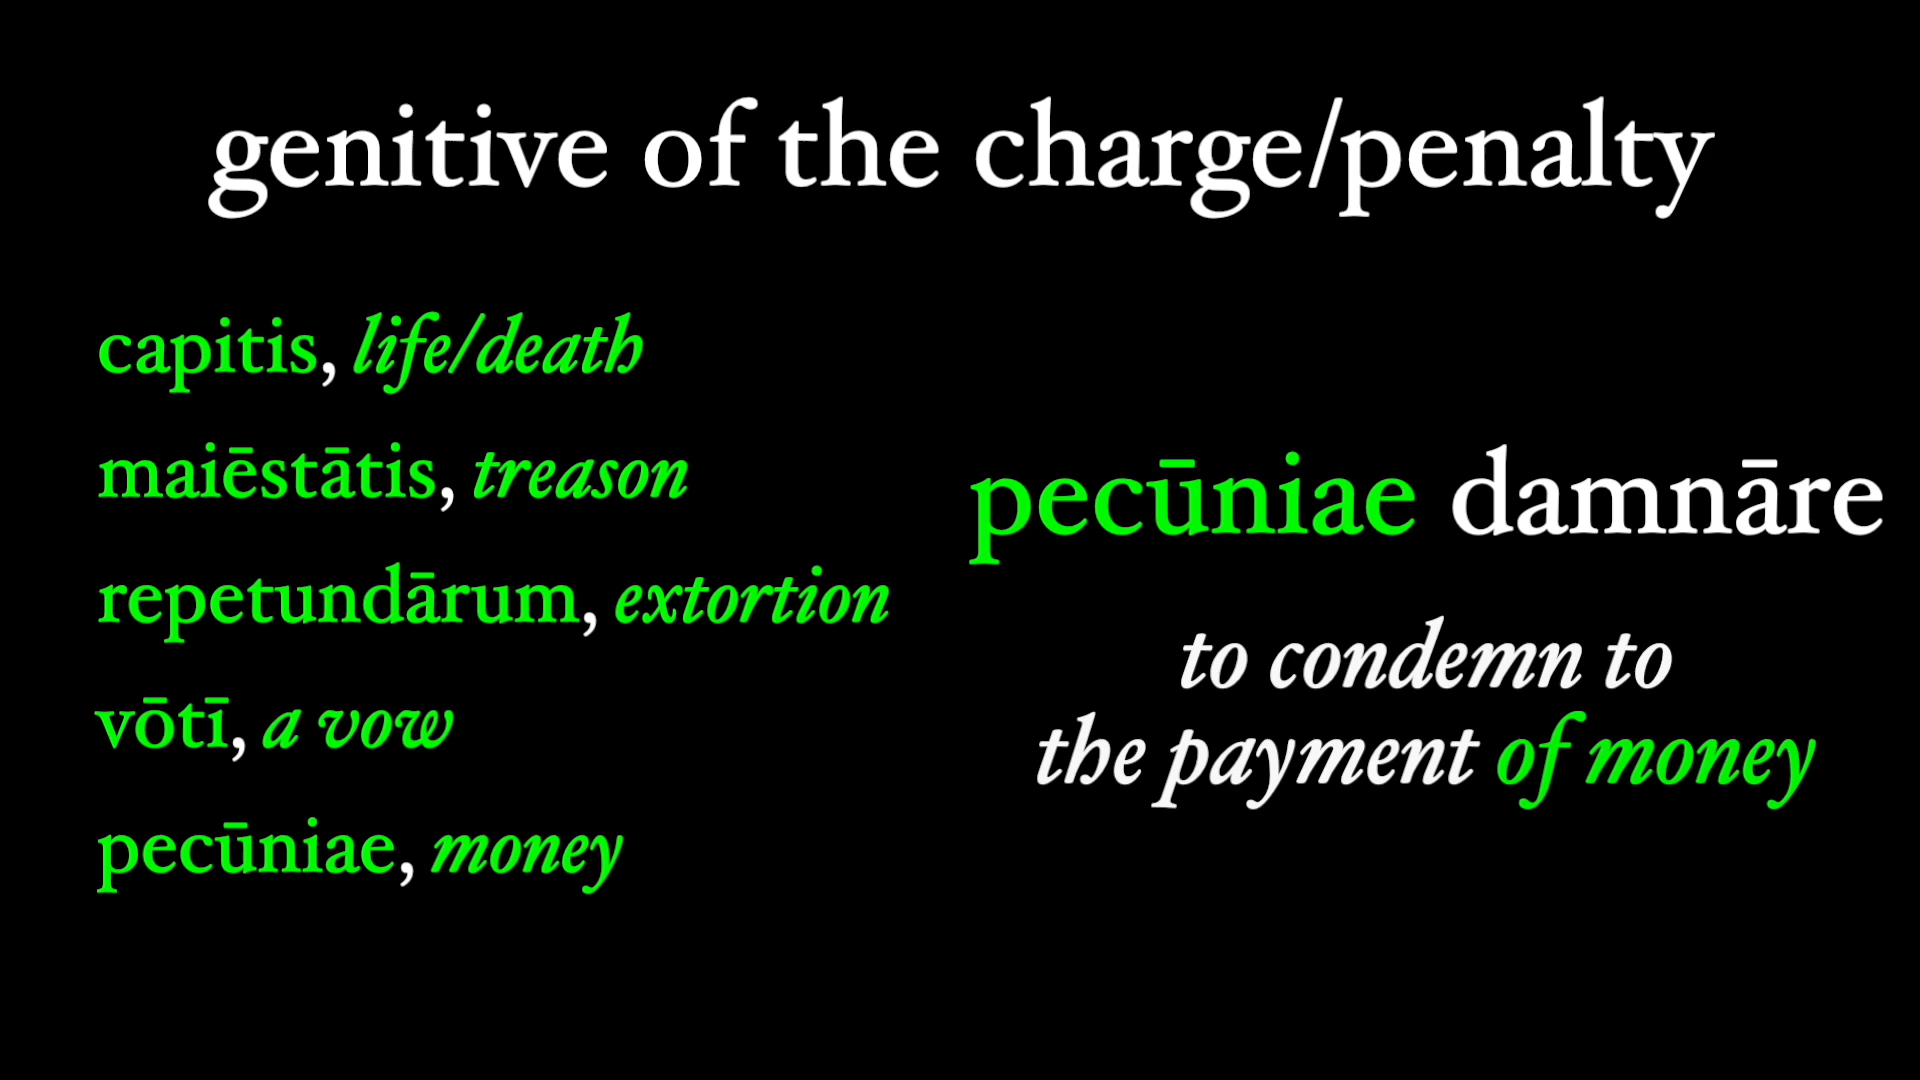 genitive of the charge/penalty
capitis, life/death
maiēstātis, treason
repetundārum, extortion
vōtī, a vow
pecūniae, money
pecūniae damnāre
to condemn to
the payment of money